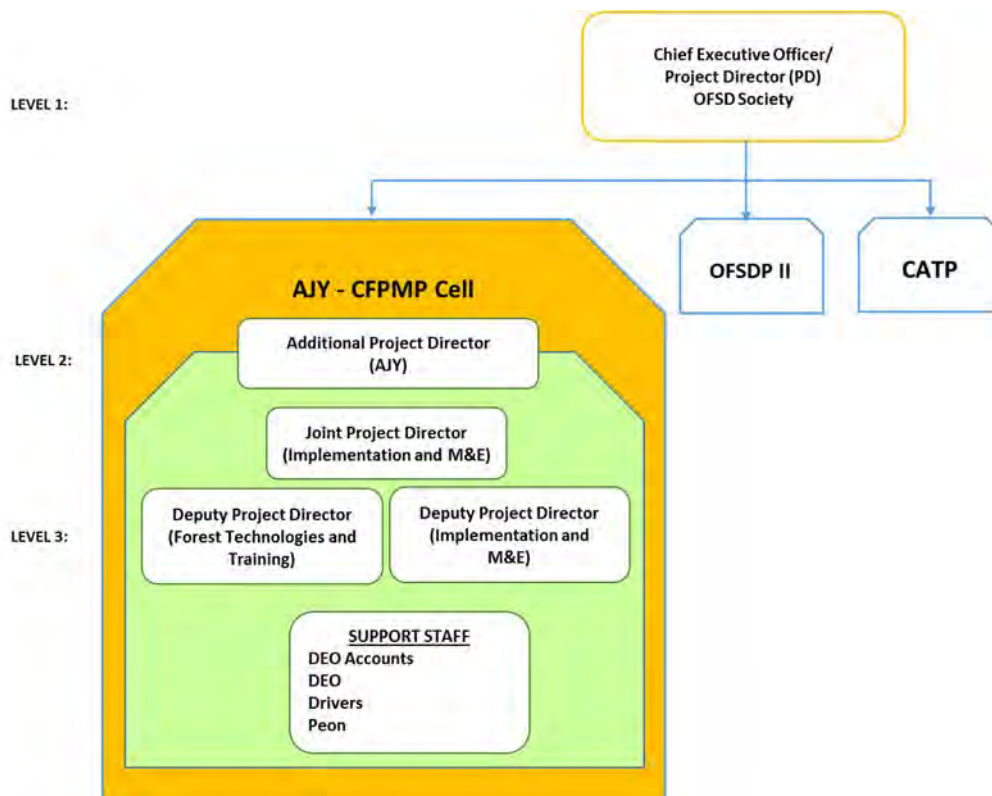 Chief Executive Officer/
Project Director (PD)
OFSD Society
LEVEL 1:
OFSDP II
CATP
AJY - CFPMP Cell
LEVEL 2:
Additional Project Director
(AJY)
Joint Project Director
(Implementation and M&E)
LEVEL 3:
Deputy Project Director
(Forest Technologies and
Training)
Deputy Project Director
(Implementation and
M&E)
SUPPORT STAFF
DEO Accounts
DEO
Drivers
Peon